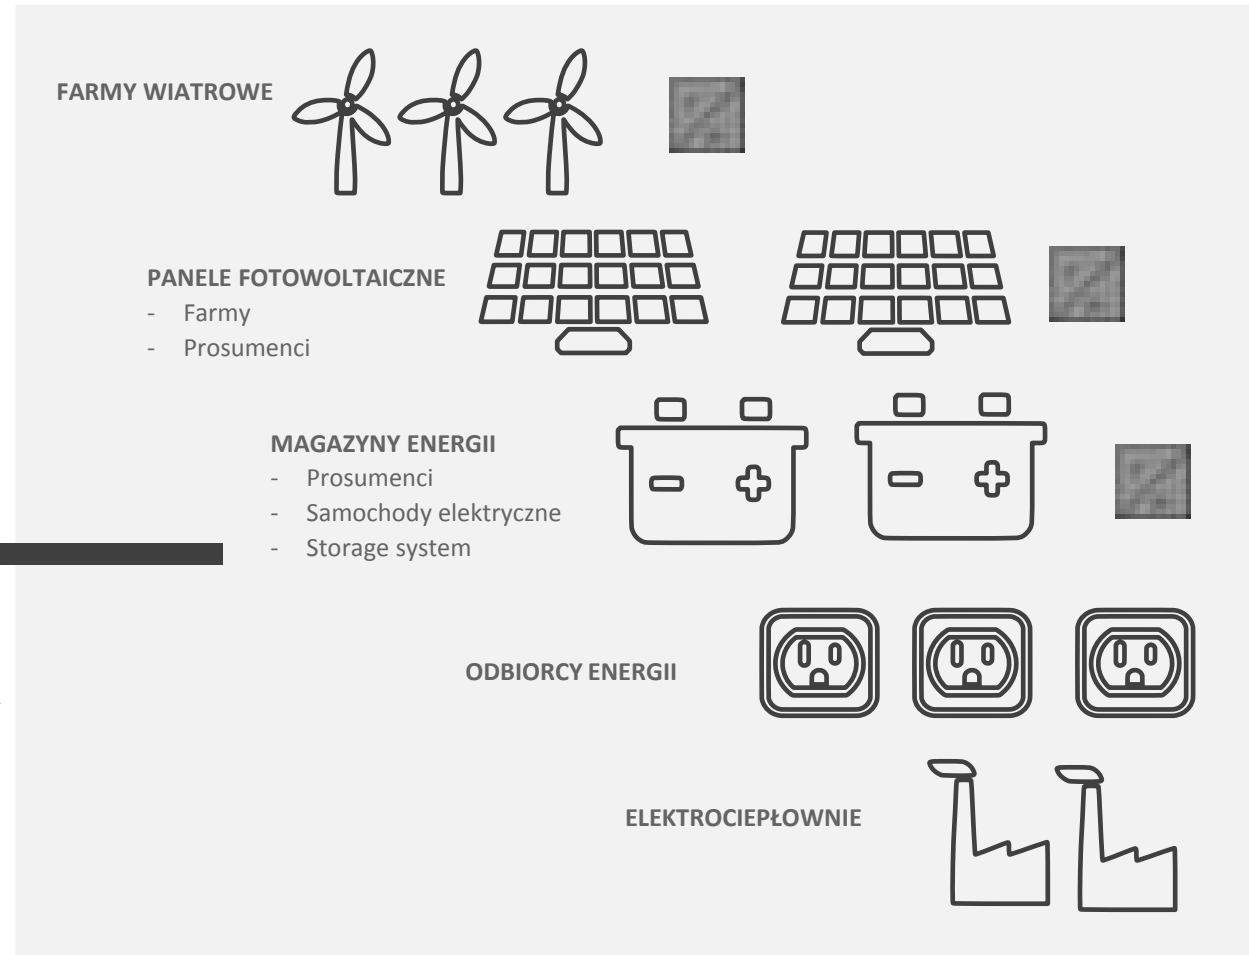 FARMY WIATROWE
PANELE FOTOWOLTAICZNE
- Farmy
- Prosumenci
MAGAZYNY ENERGII
- Prosumenci
- Samochody elektryczne
- Storage system
ODBIORCY ENERGII
ELEKTROCIEPŁOWNIE